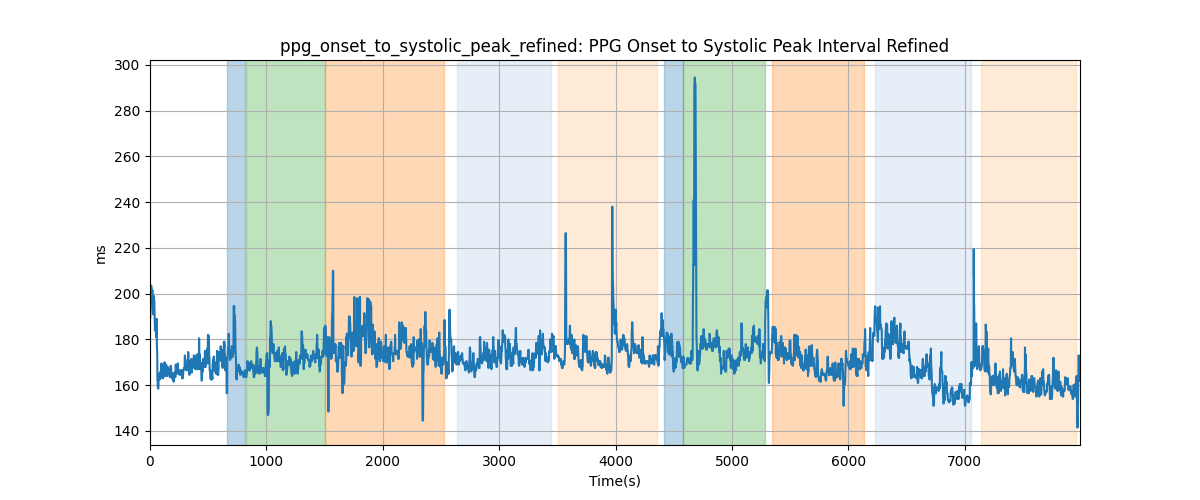 ppg_onset_to_systolic_peak_refined: PPG Onset to Systolic Peak Interval Refined
300
280
260
240
220
200
180
160
140
ms
0 1000 2000 3000 4000 5000 6000 7000
Time(s)